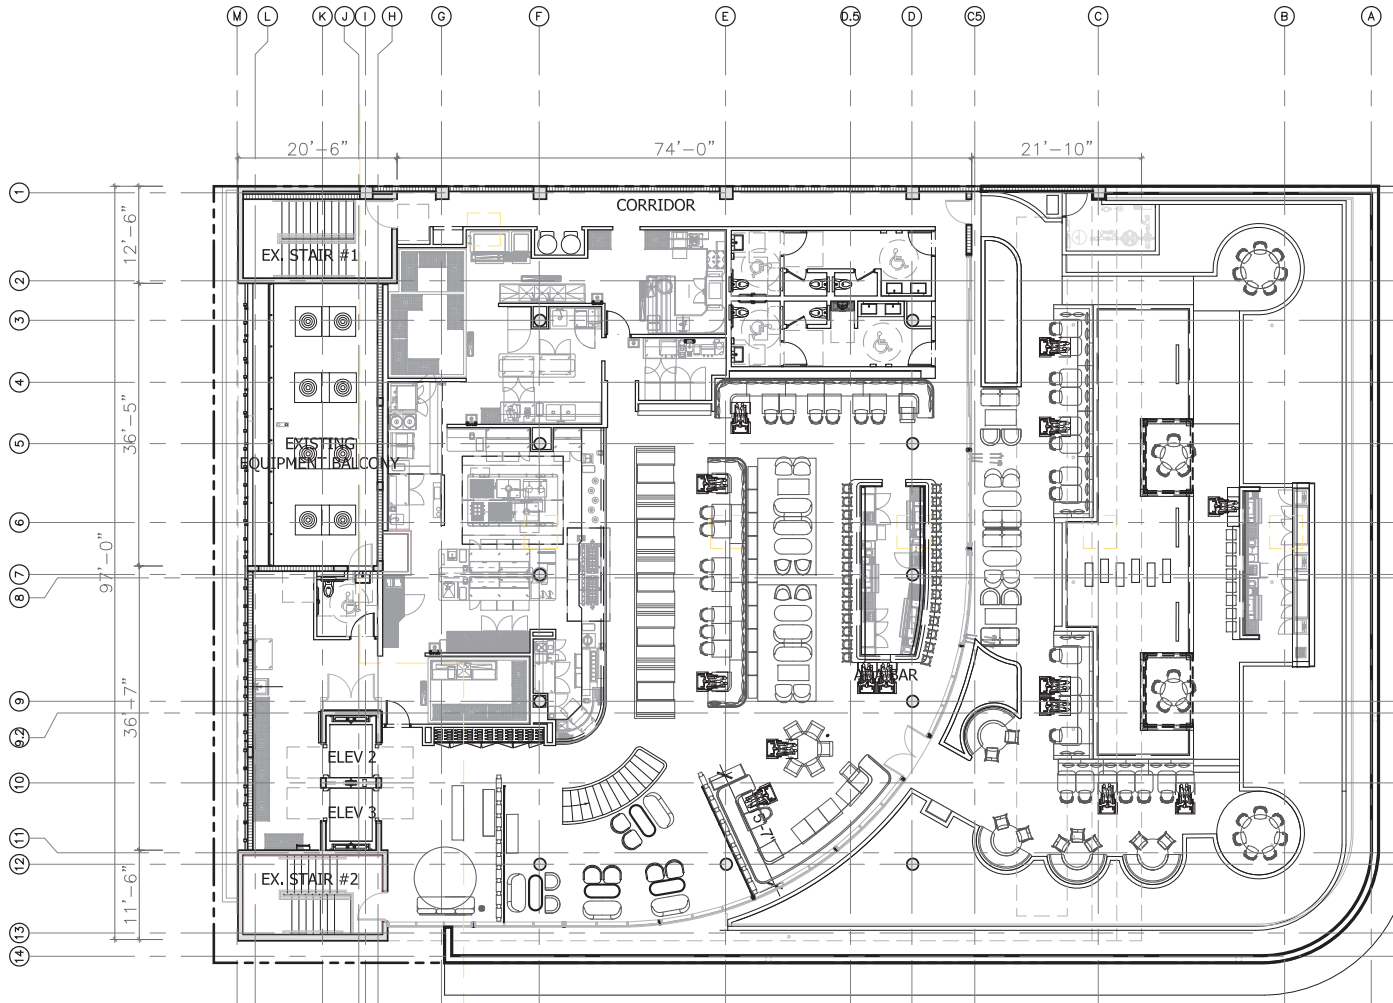 M L K J I H G F E D.5 D C5 C B A
20'-6" 74'-0" 21'-10"
1
CORRIDOR
12'-6"
EX. STAIR #1
2
3
4
36'-5"
5
EXISTING
EQUIPMENT BALCONY
6
97'-0"
7
8
BAR
9
36'-7"
9.2
ELEV 2
10
ELEV 3
11
12
EX. STAIR #2
11'-6"
13
14